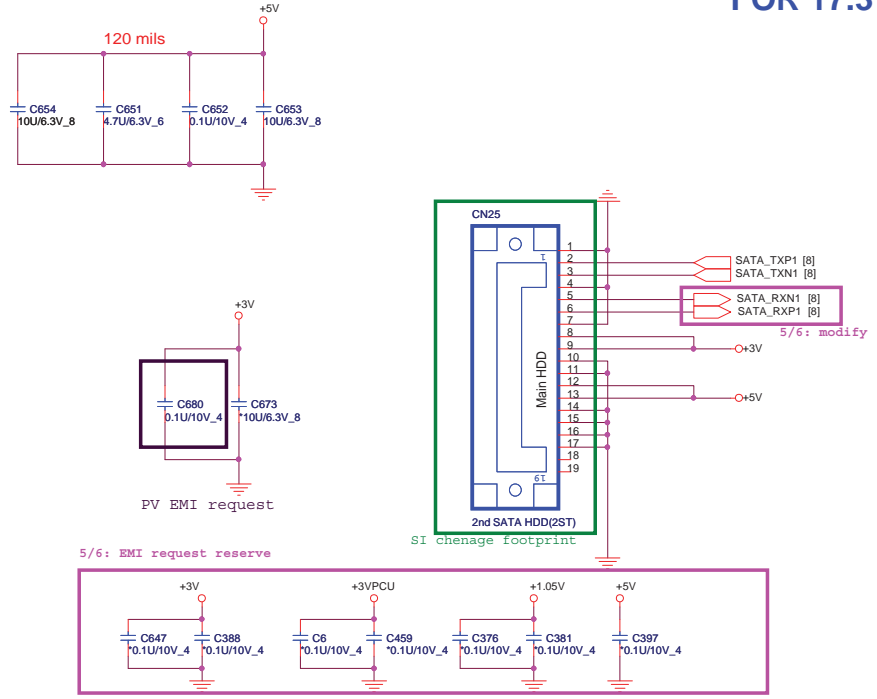 FOR 17.3
+5V
120 mils
C654
10U/6.3V_8
C651
4.7U/6.3V_6
C652
0.1U/10V_4
C653
10U/6.3V_8
CN25
1
1
2
3
4
5
6
7
8
9
10
11
12
13
14
15
16
17
18
19
19
Main HDD
SATA_TXP1 [8]
SATA_TXN1 [8]
SATA_RXN1 [8]
SATA_RXP1 [8]
5/6: modify
+3V
+5V
2nd SATA HDD(2ST)
SI chenage footprint
+3V
C680
0.1U/10V_4
C673
*10U/6.3V_8
PV EMI request
5/6: EMI request reserve
+3V
C647
*0.1U/10V_4
C388
*0.1U/10V_4
+3VPCU
C6
*0.1U/10V_4
C459
*0.1U/10V_4
+1.05V
C376
*0.1U/10V_4
C381
*0.1U/10V_4
+5V
C397
*0.1U/10V_4